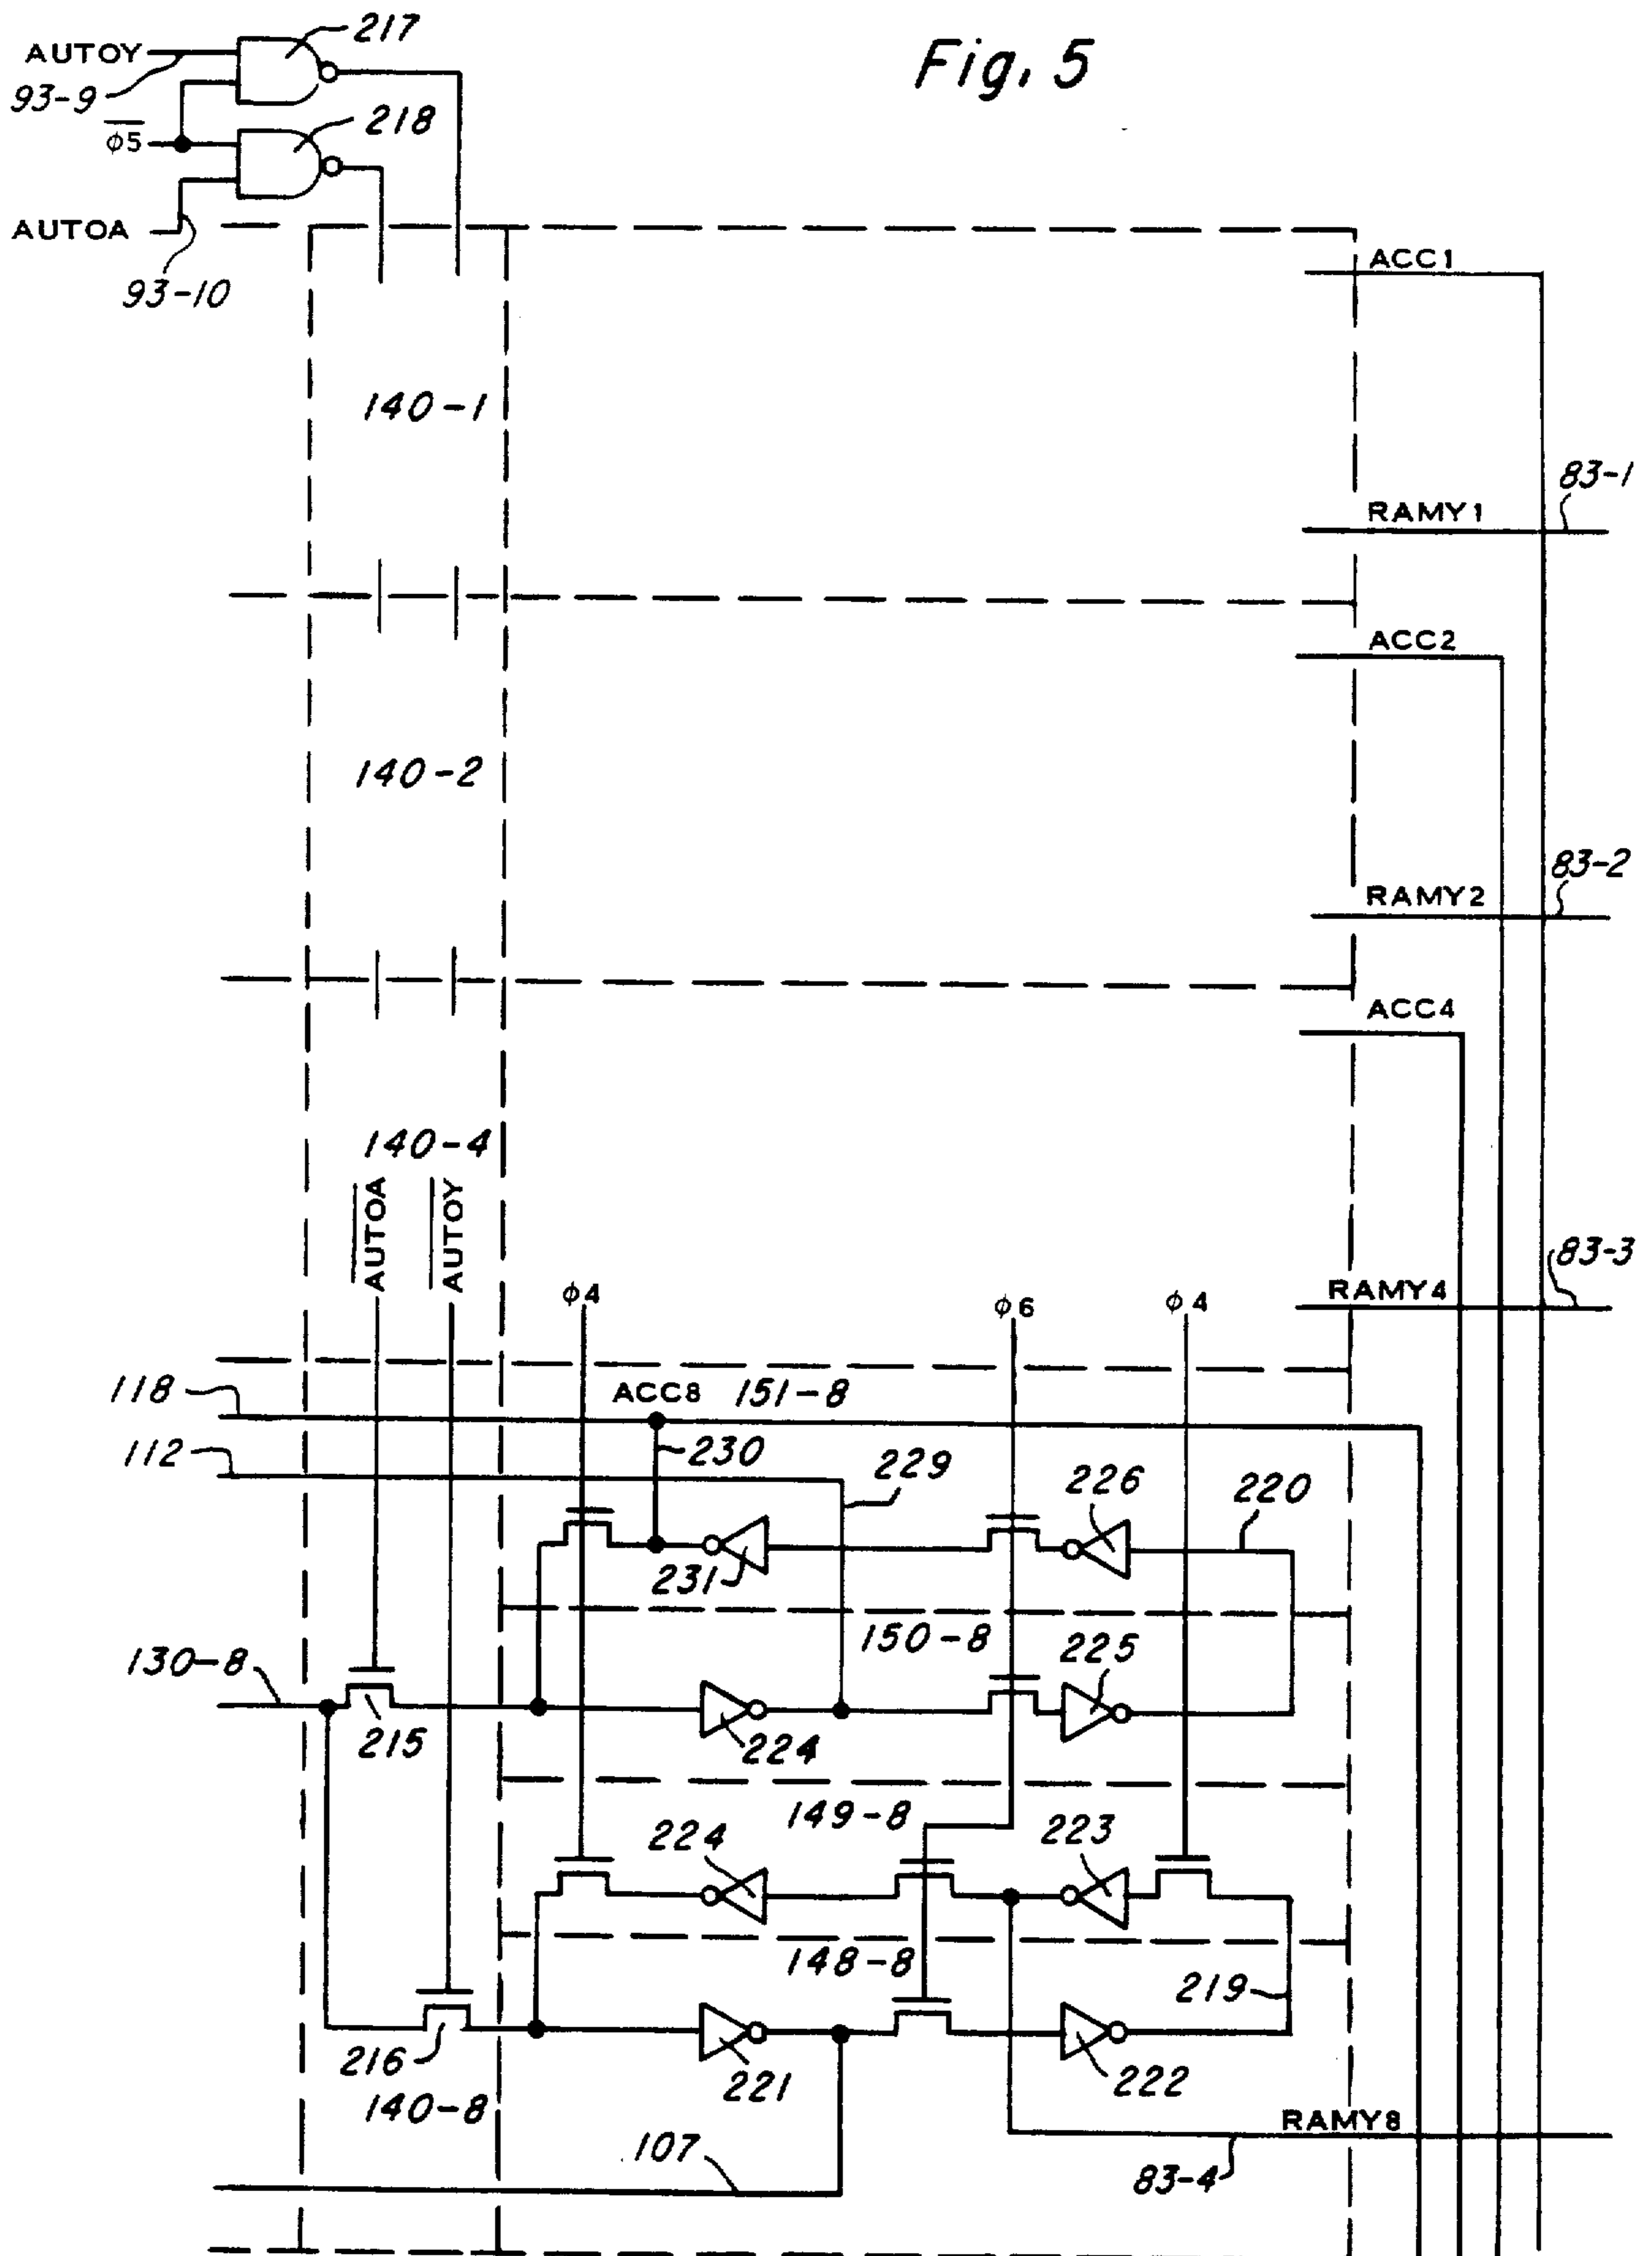 217
AUTOY
Fig. 5
93-9
218
φ5
AUTOA
93-10
ACC1
140-1
83-1
RAMY1
ACC2
140-2
83-2
RAMY2
ACC4
140-4
AUTOA
AUTOY
83-3
φ4
φ6
φ4
RAMY4
118
ACC8
151-8
112
230
229
226
220
231
150-8
225
130-8
215
224
149-8
224
223
148-8
219
216
221
222
140-8
RAMY8
107
83-4